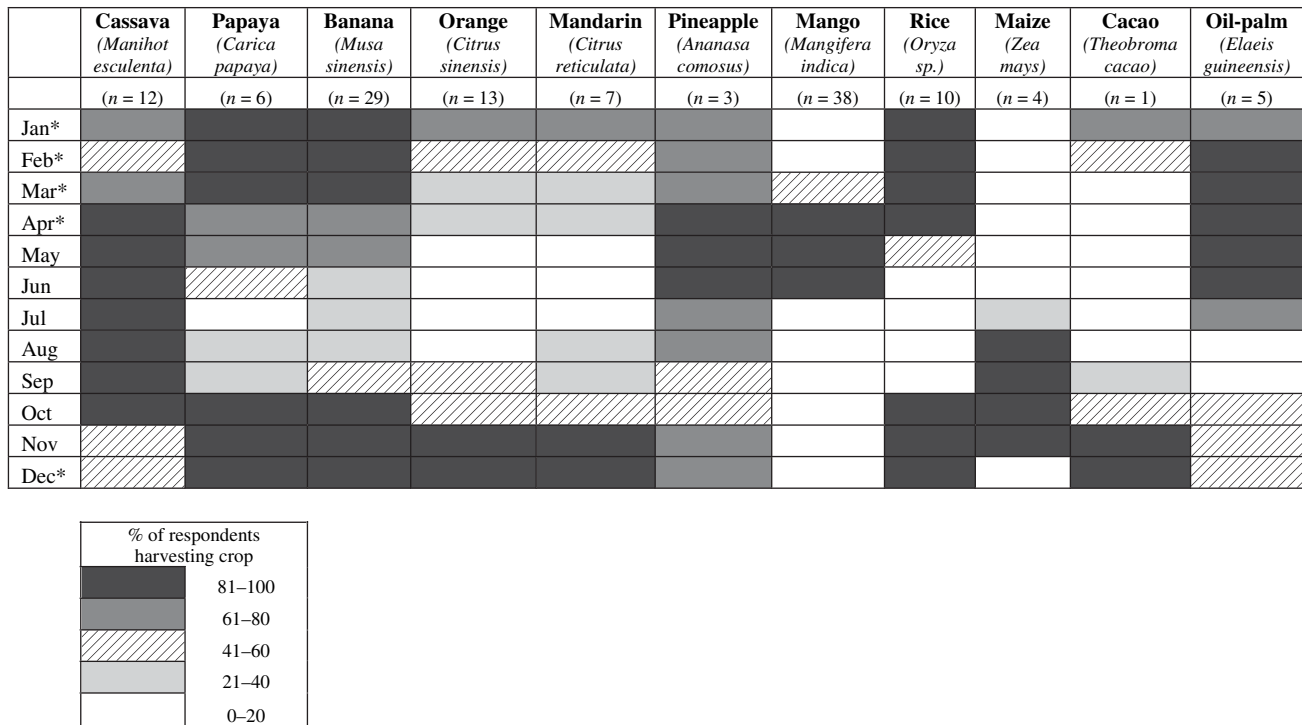 Cassava Papaya Banana Orange Mandarin Pineapple Mango Rice Maize Cacao Oil-palm
(Manihot (Carica (Musa (Citrus (Citrus (Ananasa (Mangifera (Oryza (Zea (Theobroma (Elaeis
esculenta) papaya) sinensis) sinensis) reticulata) comosus) indica) sp.) mays) cacao) guineensis)
(n = 12) (n = 6) (n = 29) (n = 13) (n = 7) (n = 3) (n = 38) (n = 10) (n = 4) (n = 1) (n = 5)
Jan*
Feb*
Mar*
Apr*
May
Jun
Jul
Aug
Sep
Oct
Nov
Dec*
% of respondents
harvesting crop
81–100
61–80
41–60
21–40
0–20